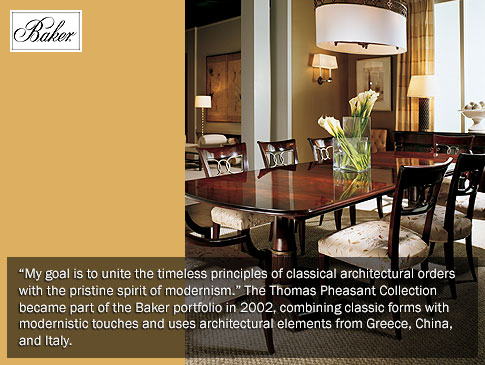 Baker.
“My goal is to unite the timeless principles of classical architectural orders
with the pristine spirit of modernism.” The Thomas Pheasant Collection
became part of the Baker portfolio in 2002, combining classic forms with
modernistic touches and uses architectural elements from Greece, China,
and Italy.